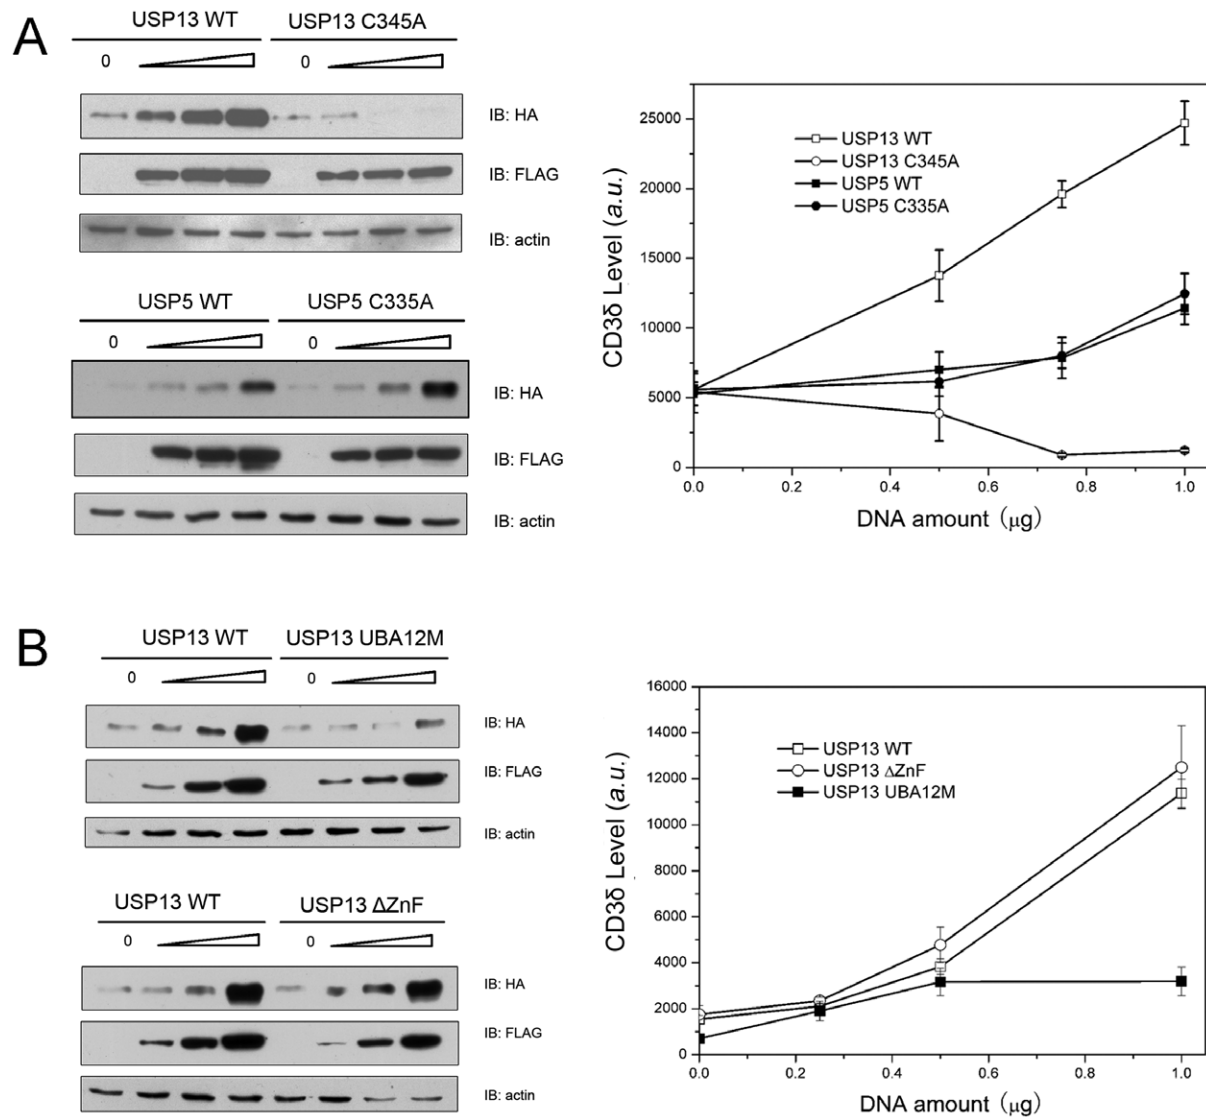 A
USP13 WT USP13 C345A
0 0
IB: HA
IB: FLAG
IB: actin
USP5 WT USP5 C335A
0 0
IB: HA
IB: FLAG
IB: actin
25000
20000
15000
10000
5000
0
0.0 0.2 0.4 0.6 0.8 1.0
CD3δ Level (a.u.)
DNA amount (μg)
USP13 WT
USP13 C345A
USP5 WT
USP5 C335A
B
USP13 WT USP13 UBA12M
0 0
IB: HA
IB: FLAG
IB: actin
USP13 WT USP13 ΔZnF
0 0
IB: HA
IB: FLAG
IB: actin
16000
14000
12000
10000
8000
6000
4000
2000
0
0.0 0.2 0.4 0.6 0.8 1.0
CD3δ Level (a.u.)
DNA amount (μg)
USP13 WT
USP13 ΔZnF
USP13 UBA12M